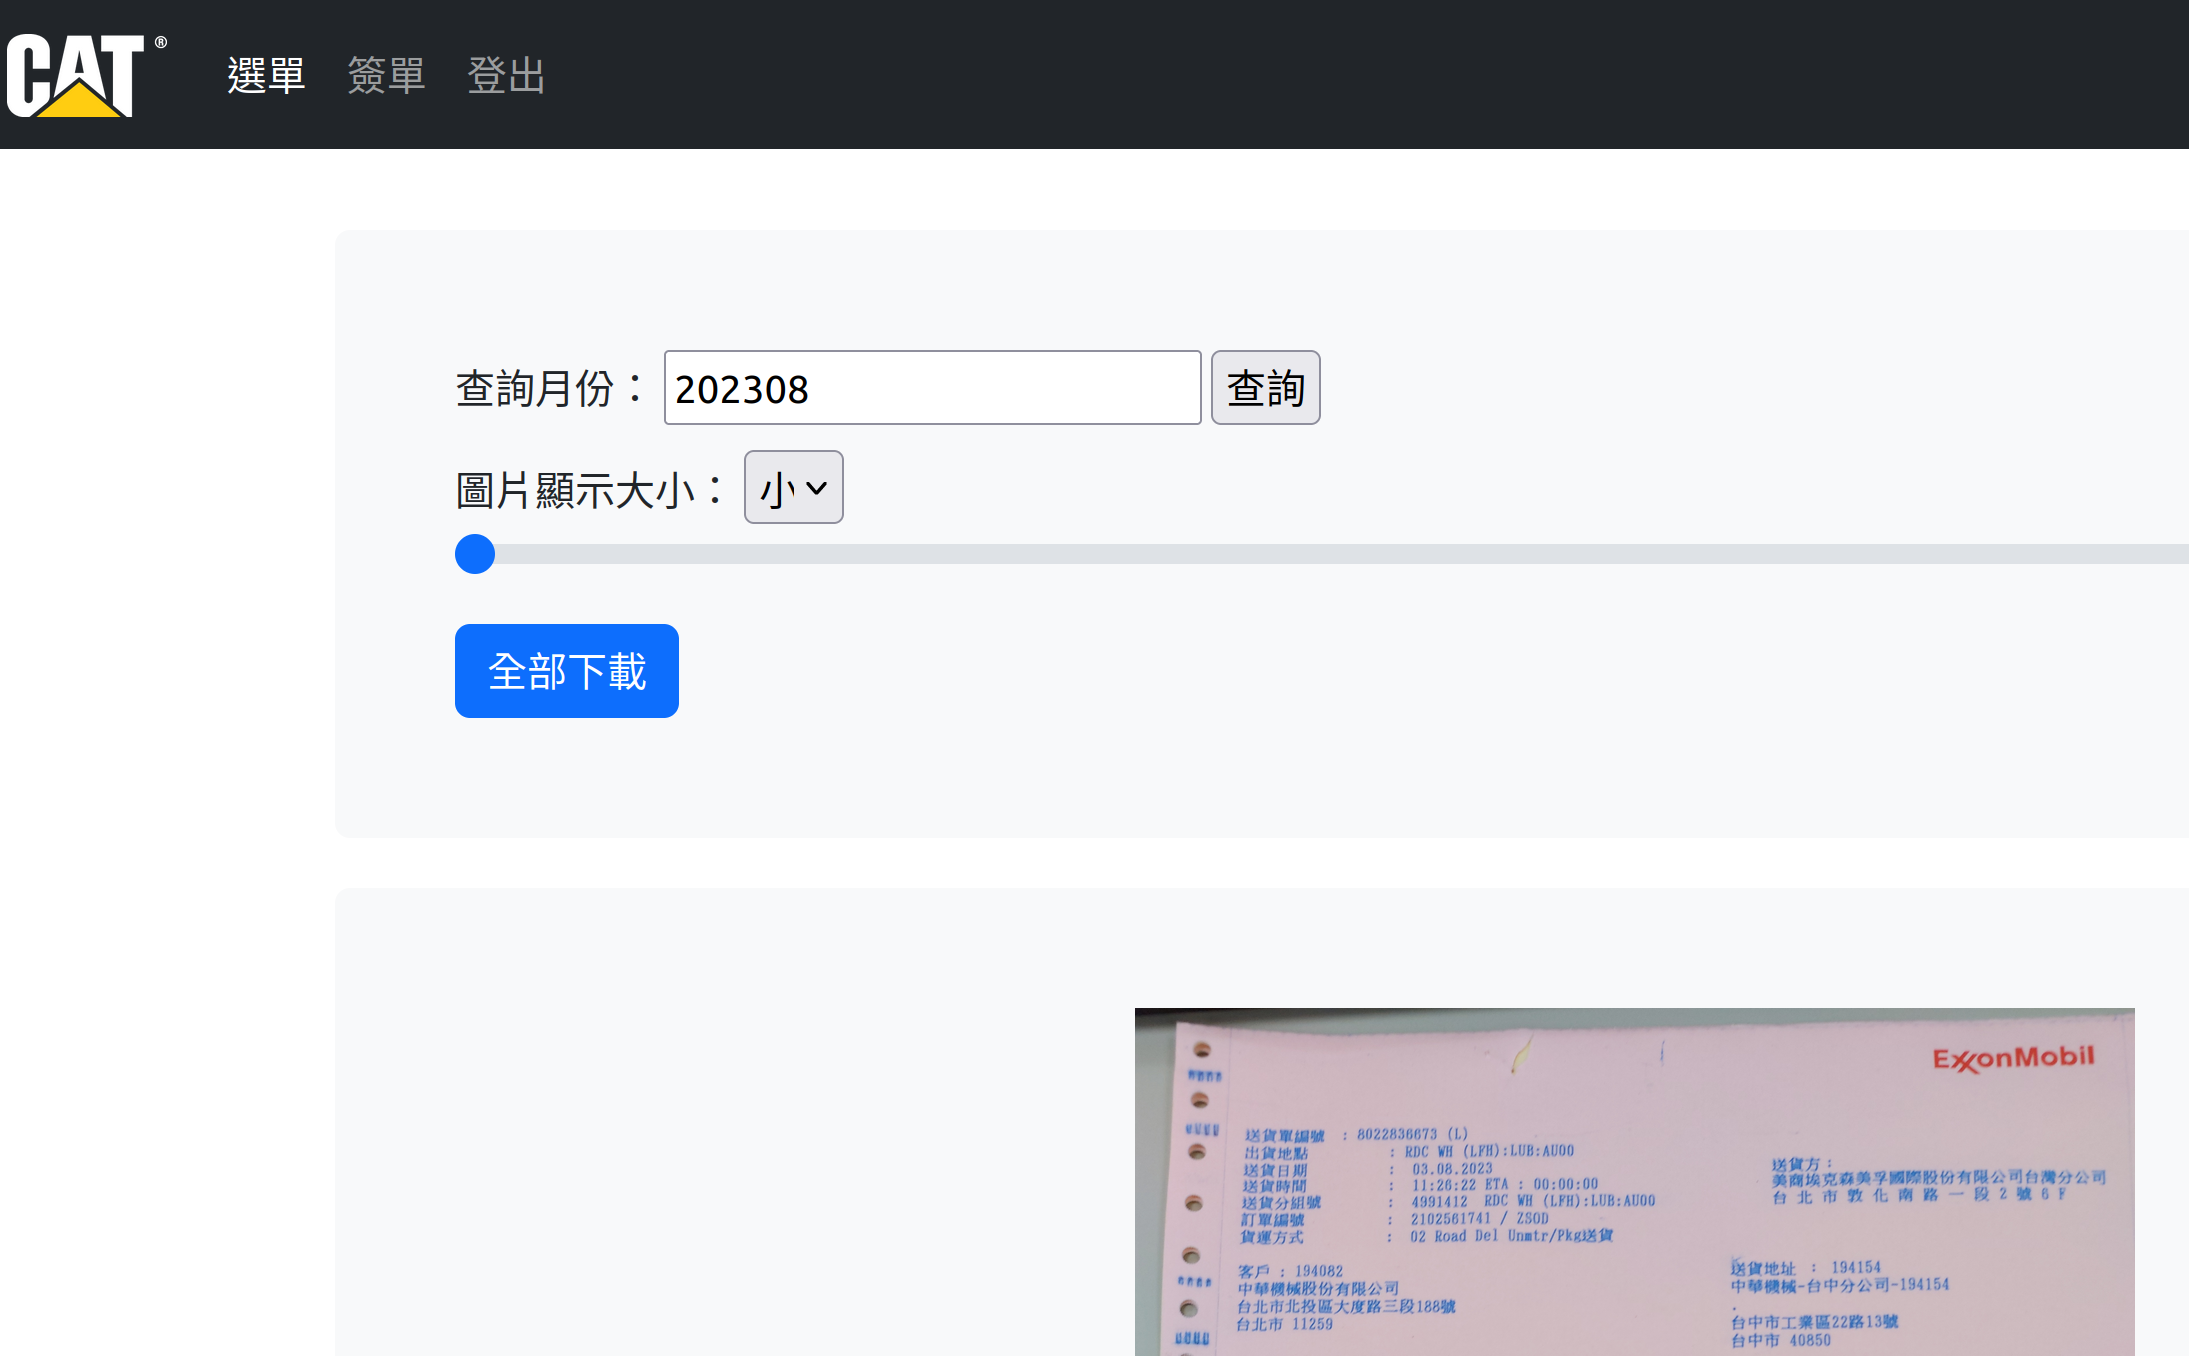 CAT ®
選單 簽單 登出
查詢月份： 202308 查詢
圖片顯示大小： 小
全部下載
ExxonMobil
送貨單編號 : 8022836673 (L)
出貨地點 : RDC WH (LFH):LUB:AU00
送貨日期 : 03.08.2023
送貨時間 : 11:26:22 ETA : 00:00:00
送貨分組號 : 4991412 RDC WH (LFH):LUB:AU00
訂單編號 : 2102561741 / ZSOD
貨運方式 : 02 Road Del Unmtr/Pkg送貨
送貨方：
美商埃克森美孚國際股份有限公司台灣分公司
台北市敦化南路一段2號6F
客戶 : 194082
中華機械股份有限公司
台北市北投區大度路三段188號
台北市 11259
送貨地址 : 194154
中華機械-台中分公司-194154
.
台中市工業區22路13號
台中市 40850